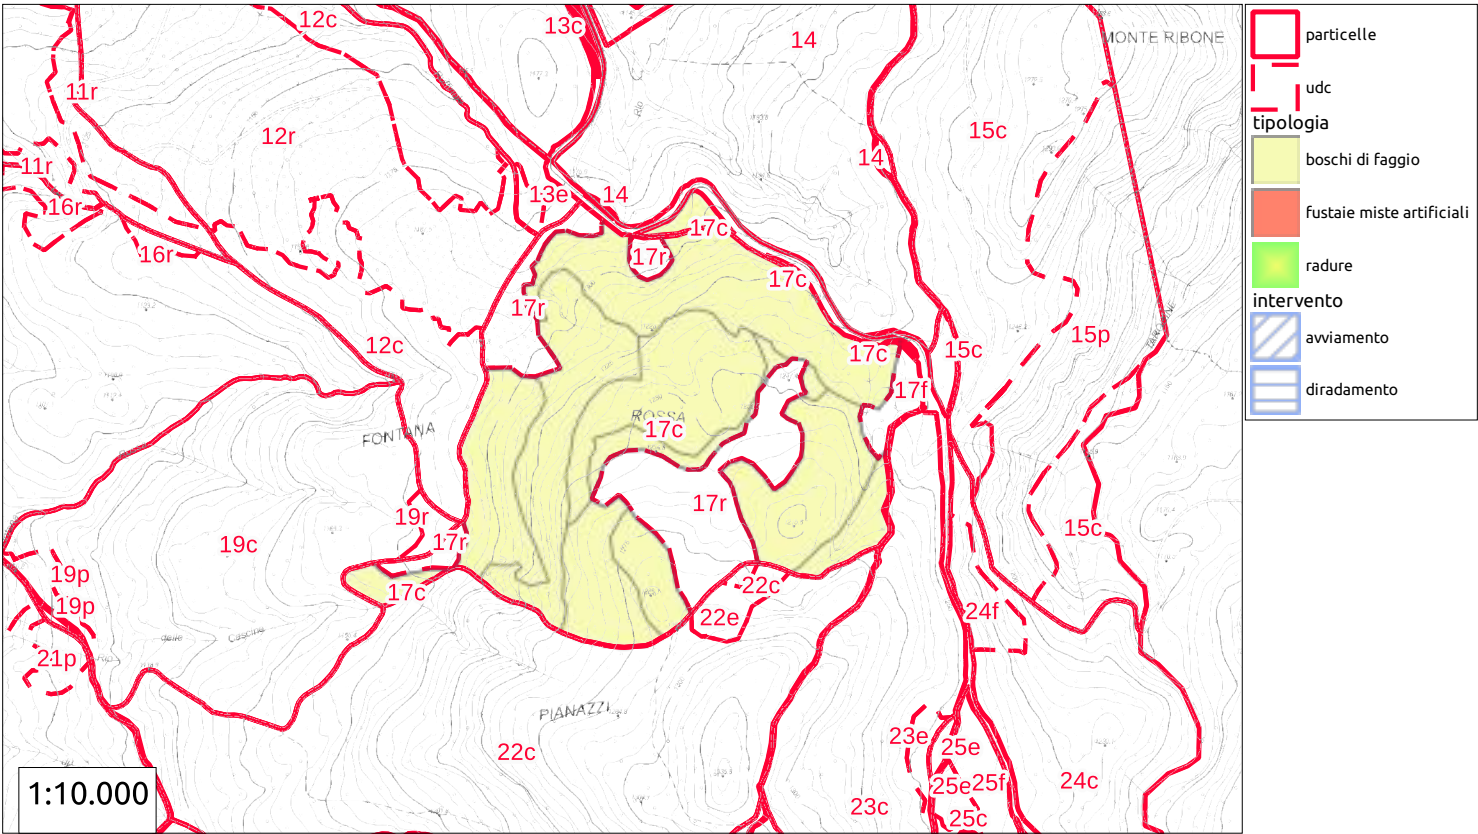 12c
13c
14
MONTE RIBONE
11r
12r
15c
11r
14
16r
13e
14
17c
16r
17r
17c
17r
12c
17c
15c
15p
17f
ROSSA
17c
FONTANA
17r
19r
15c
19c
17r
19p
17c
22c
19p
22e
24f
delle Cascine
21p
PIANAZZI
22c
23e
25e
25e
25f
24c
23c
25c
1:10.000
particelle
udc
tipologia
boschi di faggio
fustaie miste artificiali
radure
intervento
avviamento
diradamento